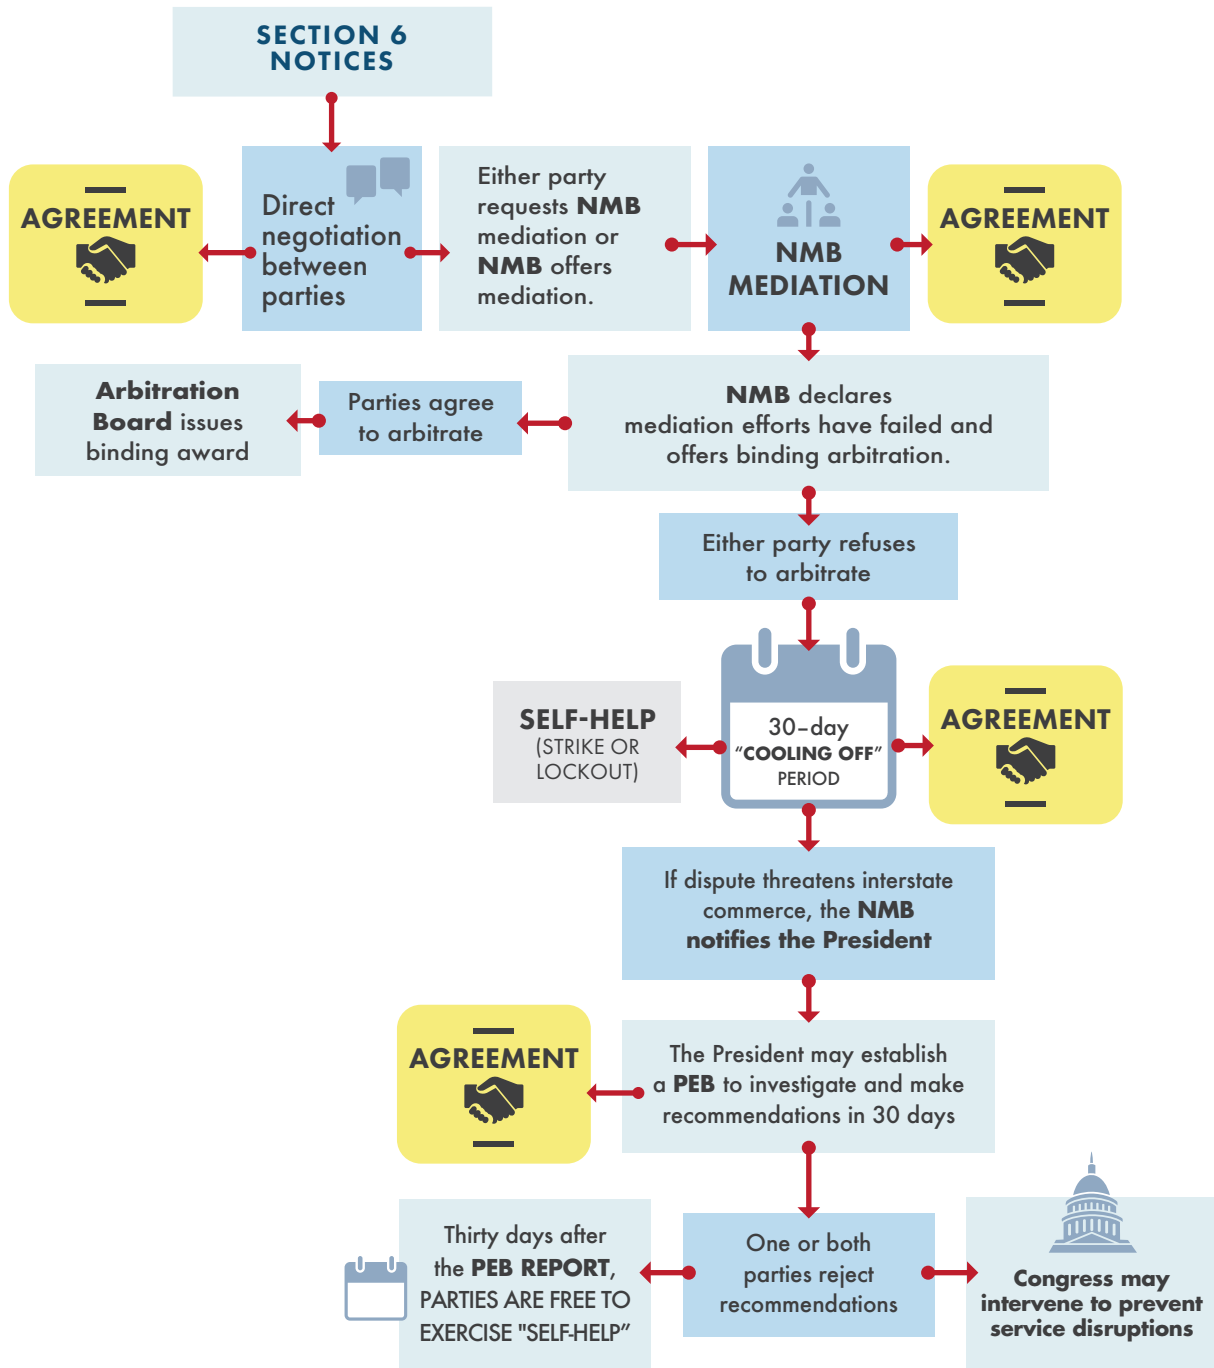 SECTION 6
NOTICES
AGREEMENT
Direct
negotiation
between
parties
Either party
requests NMB
mediation or
NMB offers
mediation.
NMB
MEDIATION
AGREEMENT
Arbitration
Board issues
binding award
Parties agree
to arbitrate
NMB declares
mediation efforts have failed and
offers binding arbitration.
Either party refuses
to arbitrate
SELF-HELP
(STRIKE OR
LOCKOUT)
30-day
"COOLING OFF"
PERIOD
AGREEMENT
If dispute threatens interstate
commerce, the NMB
notifies the President
AGREEMENT
The President may establish
a PEB to investigate and make
recommendations in 30 days
Thirty days after
the PEB REPORT,
PARTIES ARE FREE TO
EXERCISE "SELF-HELP”
One or both
parties reject
recommendations
Congress may
intervene to prevent
service disruptions